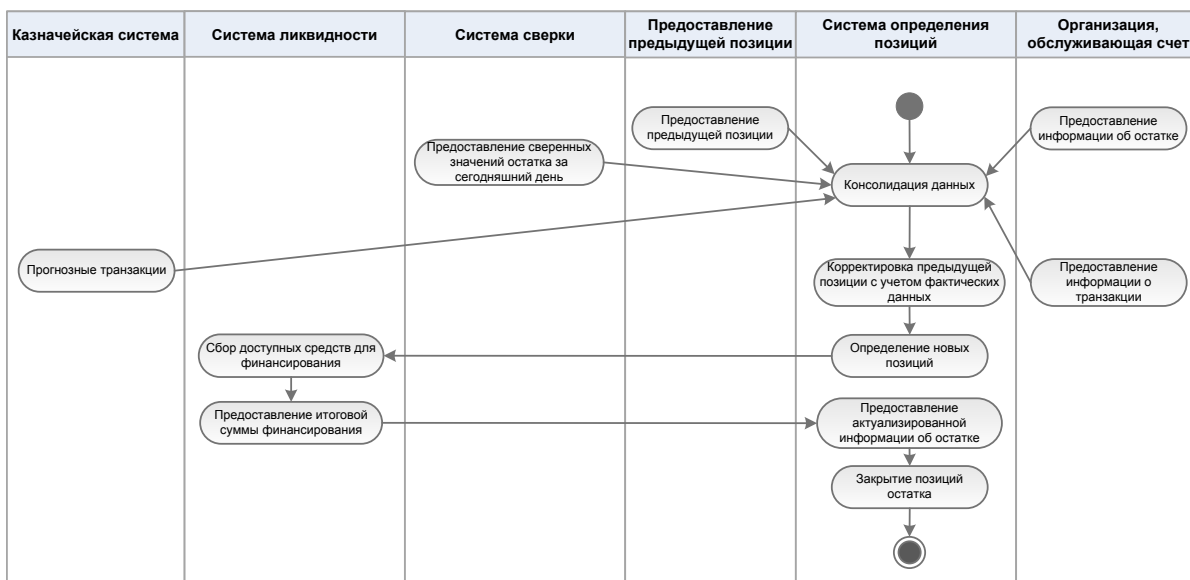 Казначейская система
Система ликвидности
Система сверки
Предоставление
предыдущей позиции
Система определения
позиций
Организация,
обслуживающая счет
Предоставление
предыдущей позиции
Предоставление
информации об остатке
Предоставление сверенных
значений остатка за
сегодняшний день
Консолидация данных
Прогнозные транзакции
Корректировка предыдущей
позиции с учетом фактических
данных
Предоставление
информации о
транзакции
Сбор доступных средств для
финансирования
Определение новых
позиций
Предоставление итоговой
суммы финансирования
Предоставление
актуализированной
информации об остатке
Закрытие позиций
остатка